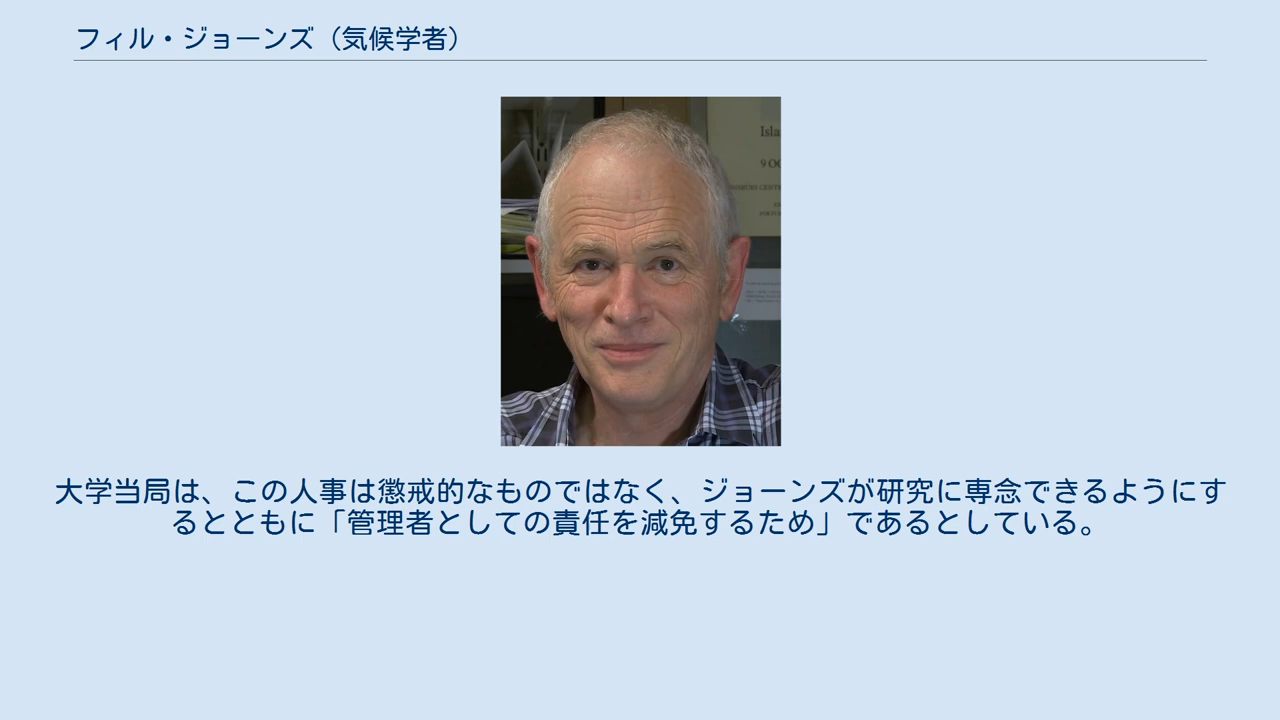 フィル・ジョーンズ（気候学者）
Isla
9 OC
大学当局は、この人事は懲戒的なものではなく、ジョーンズが研究に専念できるようにす
るとともに「管理者としての責任を減免するため」であるとしている。